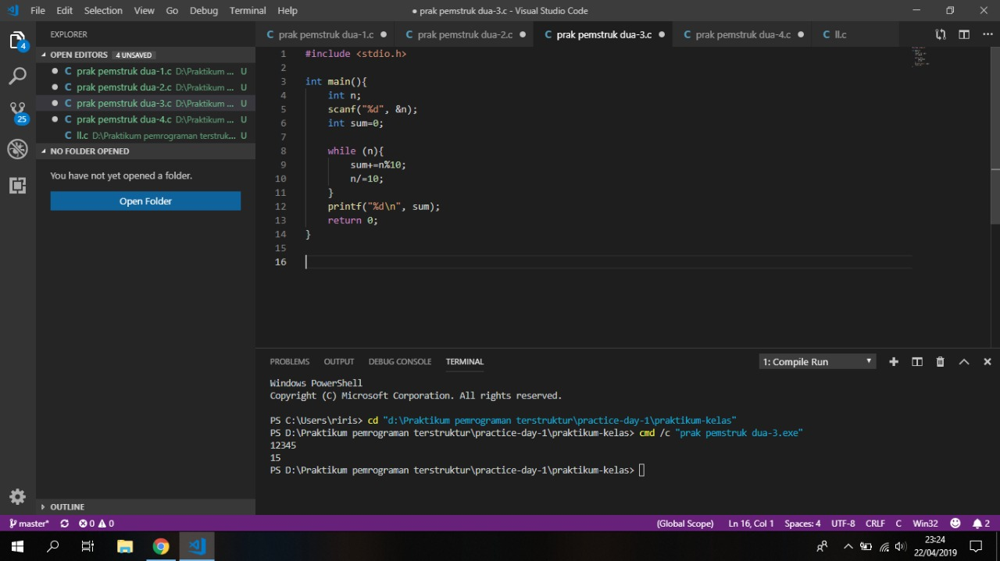 File Edit Selection View Go Debug Terminal Help ● prak pemstruk dua-3.c - Visual Studio Code
EXPLORER
C prak pemstruk dua-1.c ● C prak pemstruk dua-2.c ● C prak pemstruk dua-3.c ● C prak pemstruk dua-4.c ● C ll.c
4
OPEN EDITORS 4 UNSAVED
● C prak pemstruk dua-1.c D:\Praktikum ... U
● C prak pemstruk dua-2.c D:\Praktikum ... U
● C prak pemstruk dua-3.c D:\Praktikum ... U
● C prak pemstruk dua-4.c D:\Praktikum ... U
C ll.c D:\Praktikum pemrograman terstruk... U
25
NO FOLDER OPENED
You have not yet opened a folder.
Open Folder
OUTLINE
1 #include <stdio.h>
2
3 int main(){
4 int n;
5 scanf("%d", &n);
6 int sum=0;
7
8 while (n){
9 sum+=n%10;
10 n/=10;
11 }
12 printf("%d\n", sum);
13 return 0;
14 }
15
16
PROBLEMS OUTPUT DEBUG CONSOLE TERMINAL 1: Compile Run
Windows PowerShell
Copyright (C) Microsoft Corporation. All rights reserved.
PS C:\Users\riris> cd "d:\Praktikum pemrograman terstruktur\practice-day-1\praktikum-kelas"
PS D:\Praktikum pemrograman terstruktur\practice-day-1\praktikum-kelas> cmd /c "prak pemstruk dua-3.exe"
12345
15
PS D:\Praktikum pemrograman terstruktur\practice-day-1\praktikum-kelas>
master* 0 0 (Global Scope) Ln 16, Col 1 Spaces: 4 UTF-8 CRLF C Win32 2
23:24
22/04/2019